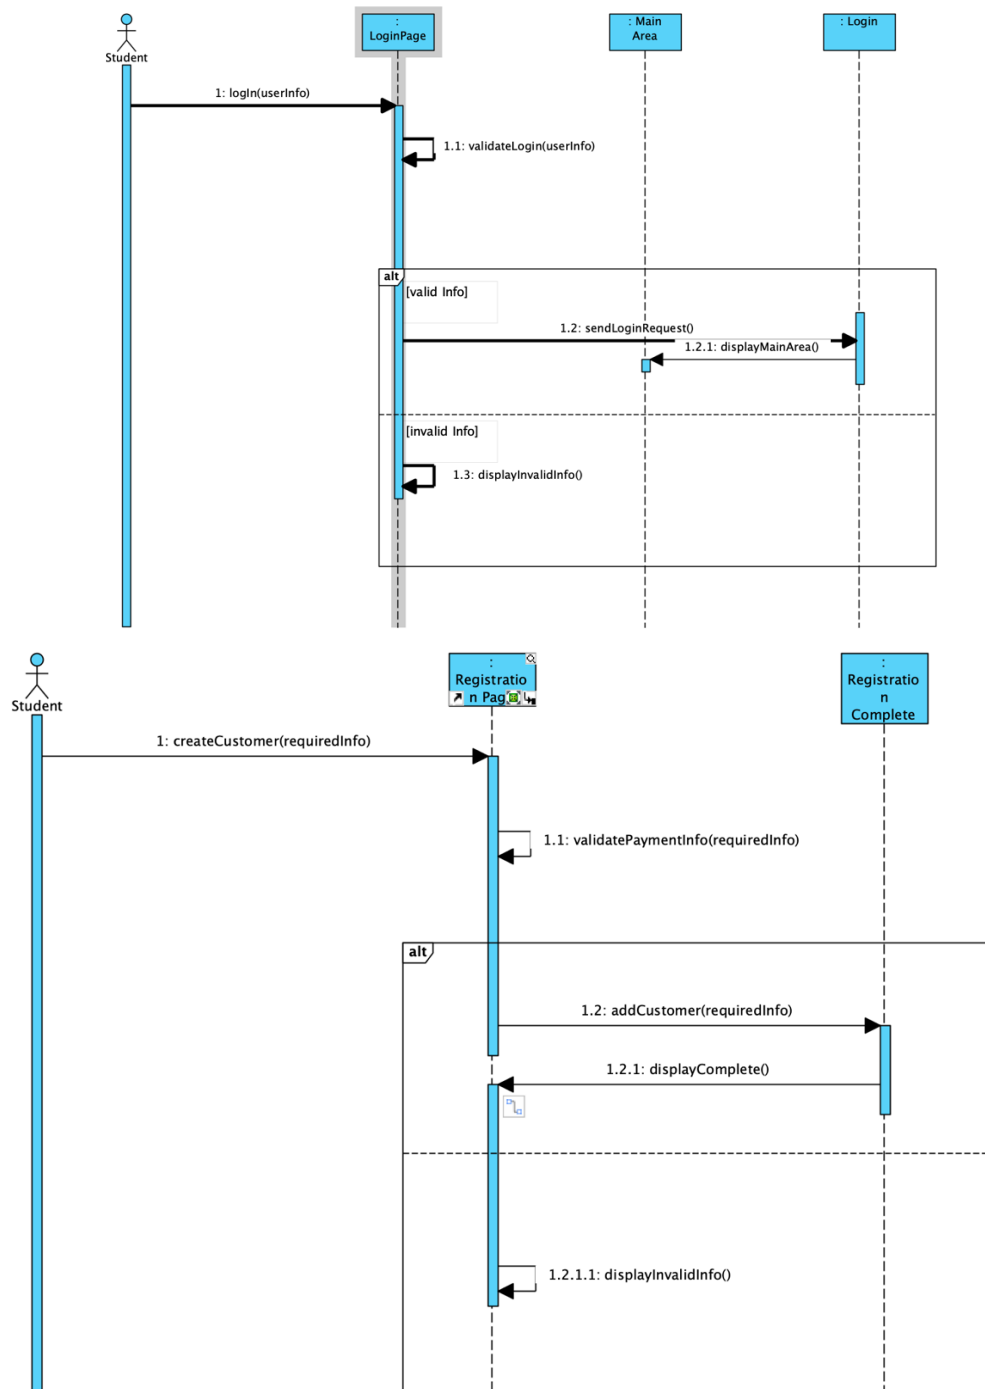 Student
:
LoginPage
: Main
Area
: Login
1: logIn(userInfo)
1.1: validateLogin(userInfo)
alt
[valid Info]
1.2: sendLoginRequest()
1.2.1: displayMainArea()
[invalid Info]
1.3: displayInvalidInfo()
Student
:
Registratio
n Pag
:
Registratio
n
Complete
1: createCustomer(requiredInfo)
1.1: validatePaymentInfo(requiredInfo)
alt
1.2: addCustomer(requiredInfo)
1.2.1: displayComplete()
1.2.1.1: displayInvalidInfo()